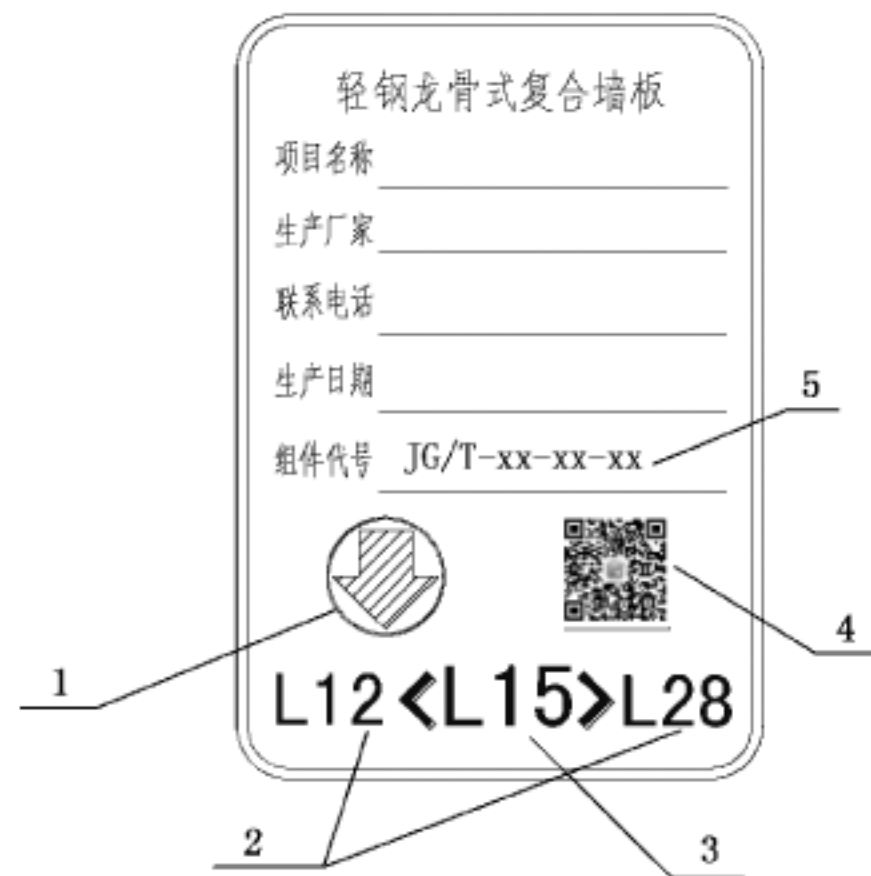 轻钢龙骨式复合墙板
项目名称
生产厂家
联系电话
生产日期
5
组件代号 JG/T-xx-xx-xx
4
1
L12<L15>L28
2
3